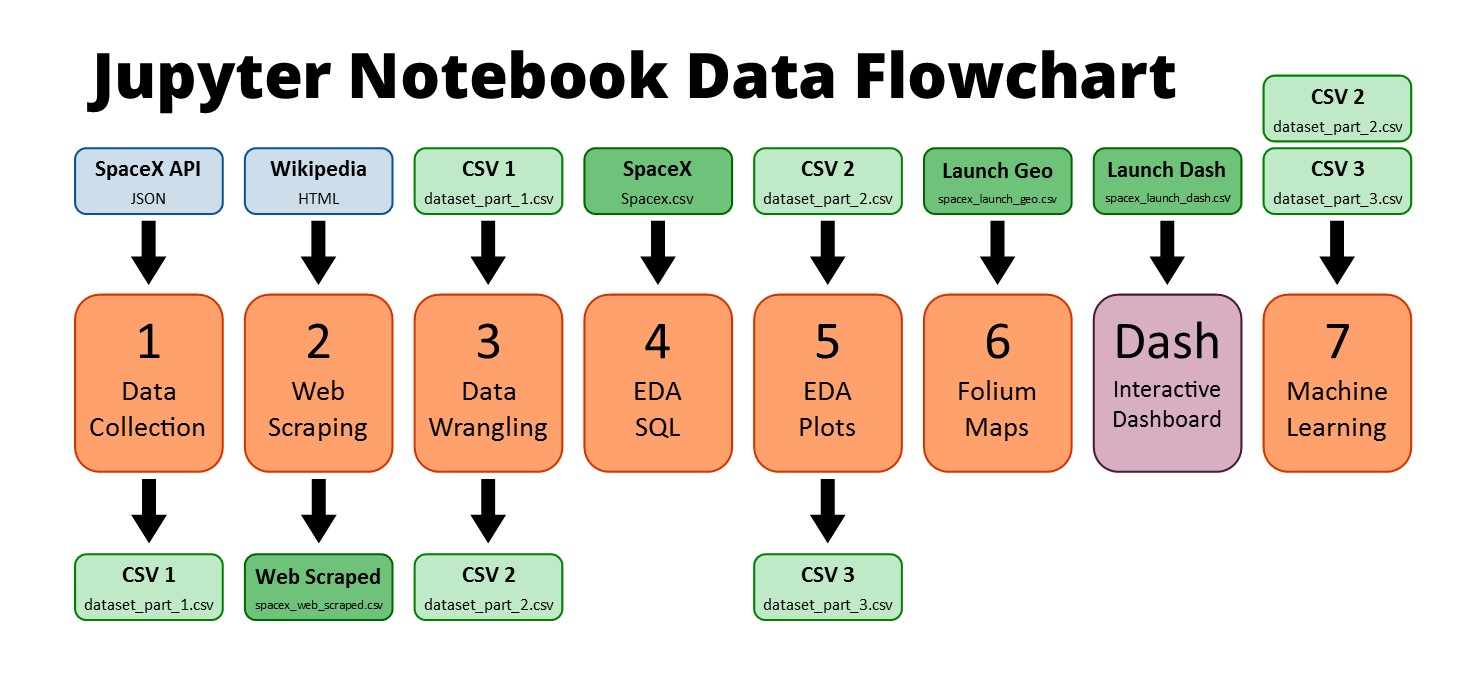 Jupyter Notebook Data Flowchart
CSV 2
dataset_part_2.csv
SpaceX API
JSON
Wikipedia
HTML
CSV 1
dataset_part_1.csv
SpaceX
Spacex.csv
CSV 2
dataset_part_2.csv
Launch Geo
spacex_launch_geo.csv
Launch Dash
spacex_launch_dash.csv
CSV 3
dataset_part_3.csv
1
Data
Collection
2
Web
Scraping
3
Data
Wrangling
4
EDA
SQL
5
EDA
Plots
6
Folium
Maps
Dash
Interactive
Dashboard
7
Machine
Learning
CSV 1
dataset_part_1.csv
Web Scraped
spacex_web_scraped.csv
CSV 2
dataset_part_2.csv
CSV 3
dataset_part_3.csv